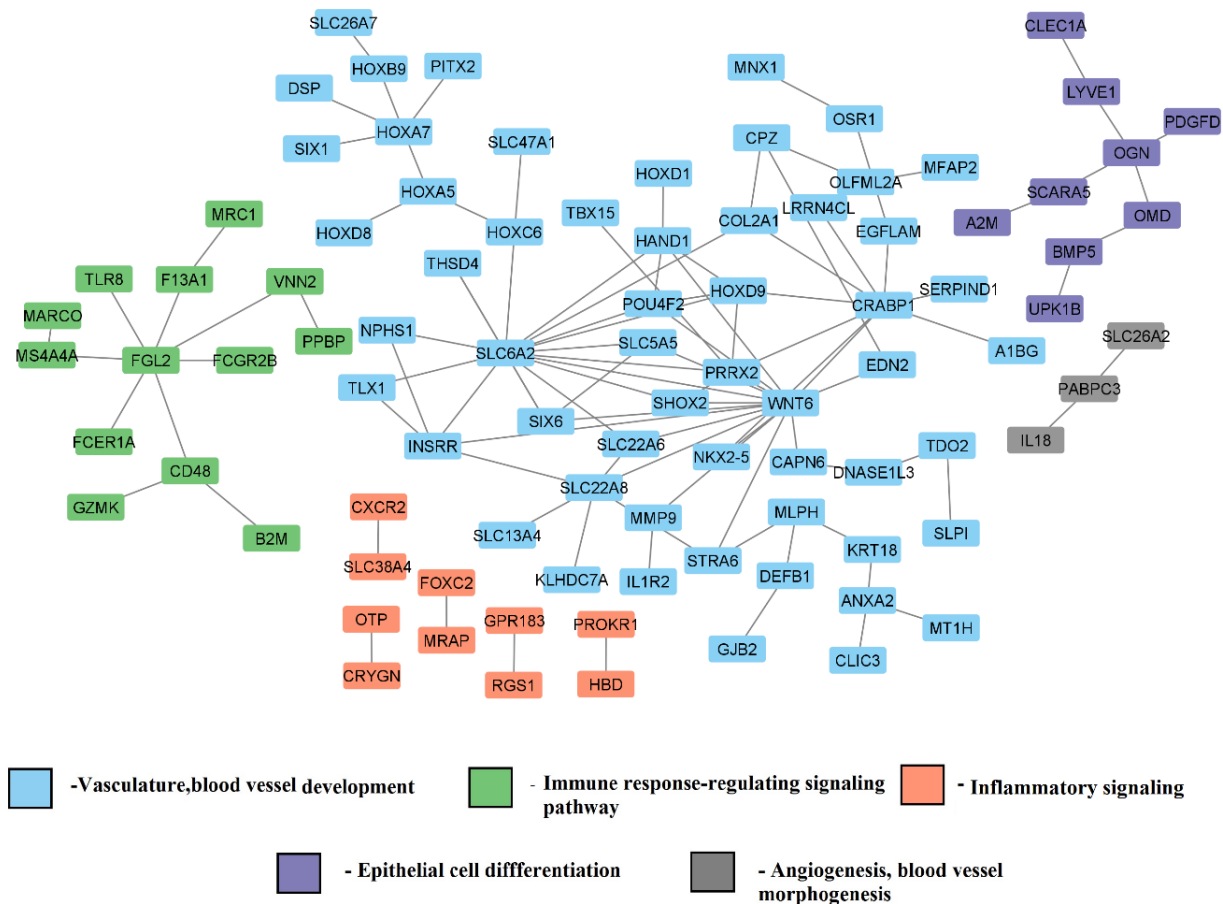 SLC26A7
CLEC1A
HOXB9
PITX2
MNX1
DSP
LYVE1
OSR1
PDGFD
HOXA7
SLC47A1
CPZ
SIX1
OGN
MFAP2
HOXD1
OLFML2A
HOXA5
SCARA5
TBX15
LRRN4CL
MRC1
COL2A1
OMD
A2M
HOXD8
HOXC6
HAND1
EGFLAM
BMP5
THSD4
TLR8
F13A1
VNN2
SERPIND1
HOXD9
POU4F2
CRABP1
UPK1B
MARCO
NPHS1
SLC26A2
PPBP
SLC5A5
A1BG
MS4A4A
SLC6A2
FGL2
FCGR2B
EDN2
PRRX2
TLX1
PABPC3
SHOX2
WNT6
SIX6
FCER1A
IL18
INSRR
SLC22A6
TDO2
NKX2-5
CAPN6
CD48
DNASE1L3
SLC22A8
GZMK
CXCR2
MMP9
MLPH
SLC13A4
SLPI
B2M
KRT18
STRA6
SLC38A4
FOXC2
KLHDC7A
IL1R2
DEFB1
ANXA2
OTP
GPR183
PROKR1
MT1H
MRAP
GJB2
CLIC3
CRYGN
RGS1
HBD
-Vasculature,blood vessel development
- Immune response-regulating signaling
pathway
- Inflammatory signaling
- Epithelial cell diffferentiation
- Angiogenesis, blood vessel
morphogenesis